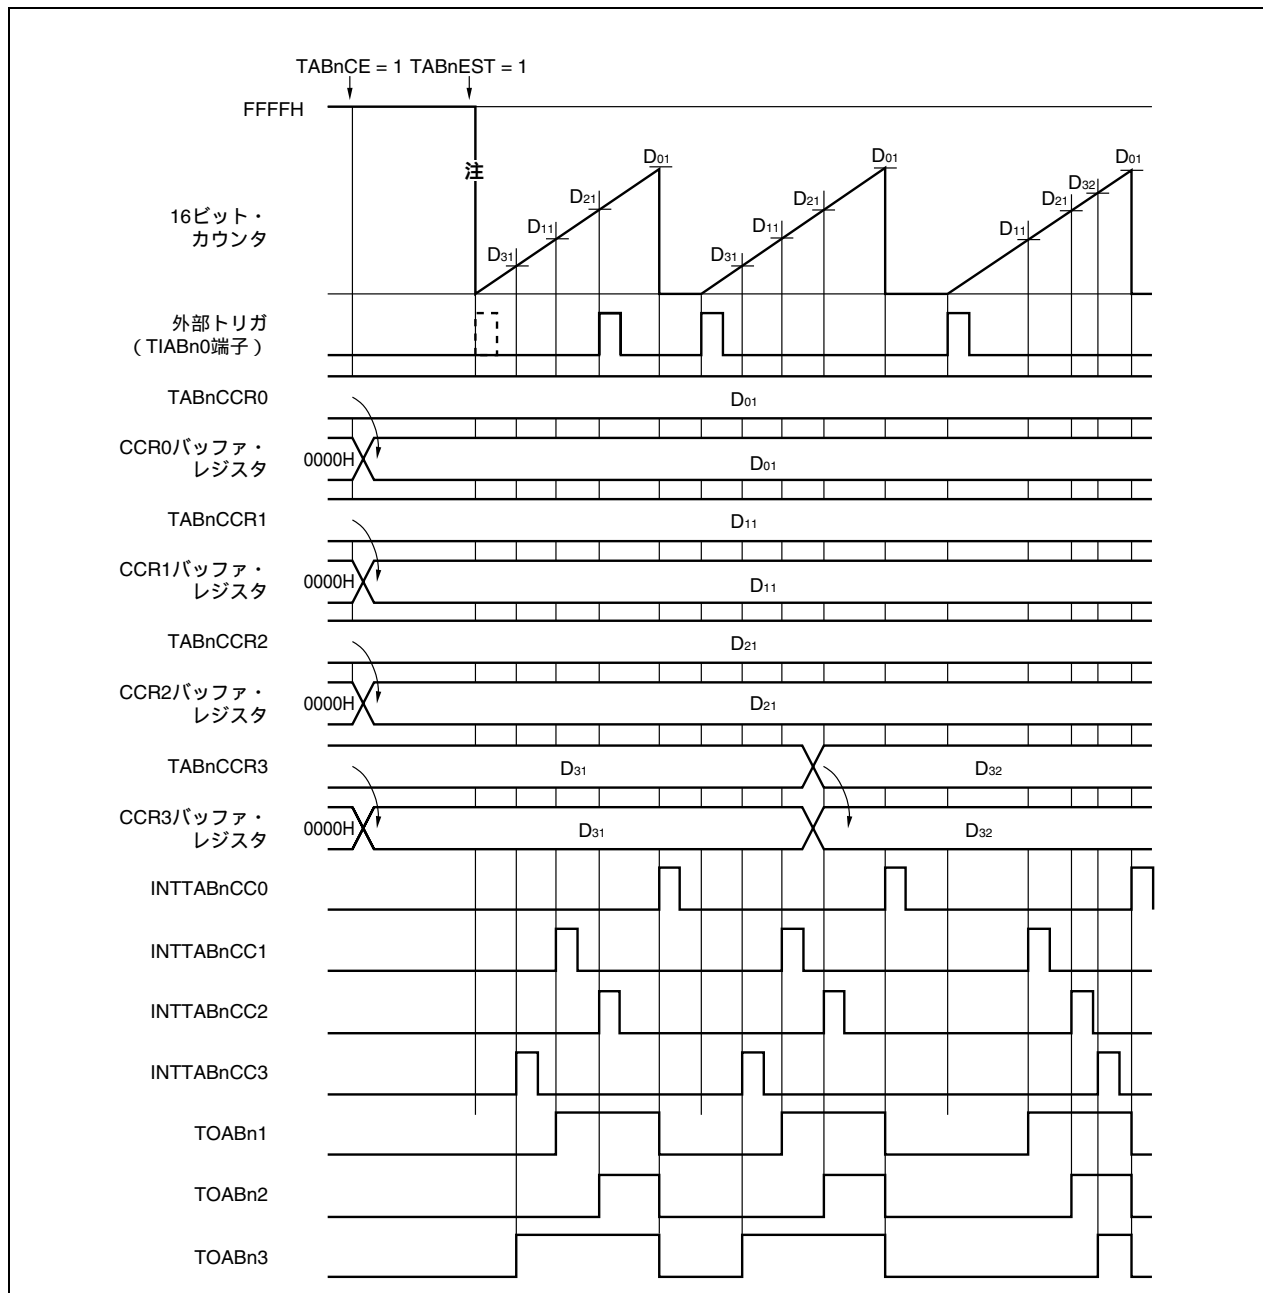 TABnCE = 1 TABnEST = 1
FFFFH
注
D01 D01 D01
D21 D21 D32
D21
D11 D11 D11
D31 D31
16ビット・
カウンタ
外部トリガ
(TIABn0端子)
TABnCCR0
D01
CCR0バッファ・
レジスタ
0000H
D01
TABnCCR1
D11
CCR1バッファ・
レジスタ
0000H
D11
TABnCCR2
D21
CCR2バッファ・
レジスタ
0000H
D21
TABnCCR3
D31 D32
CCR3バッファ・
レジスタ
0000H
D31 D32
INTTABnCC0
INTTABnCC1
INTTABnCC2
INTTABnCC3
TOABn1
TOABn2
TOABn3